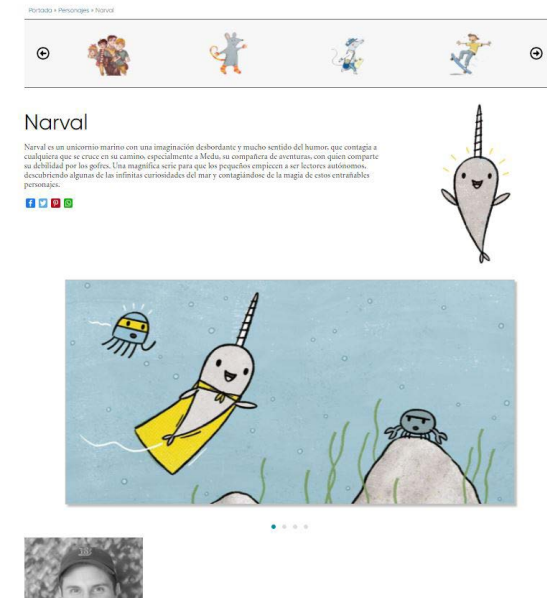 Portada » Personajes » Narval
Narval
Narval es un unicornio marino con una imaginación desbordante y mucho sentido del humor, que contagia a
cualquiera que se cruce en su camino, especialmente a Medu, su compañera de aventuras, con quien comparte
su debilidad por los gofres. Una magnífica serie para que los pequeños empiecen a ser lectores autónomos,
descubriendo algunas de las infinitas curiosidades del mar y contagiándose de la magia de estos entrañables
personajes.